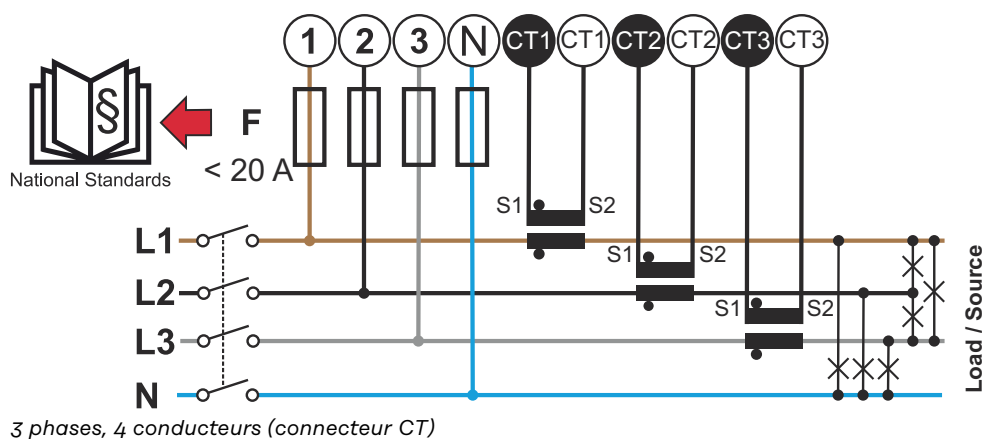 1 2 3 N CT1 CT1 CT2 CT2 CT3 CT3
§
F
< 20 A
National Standards
S1 S2
L1
S1 S2
L2
S1 S2
L3
N
Load / Source
3 phases, 4 conducteurs (connecteur CT)